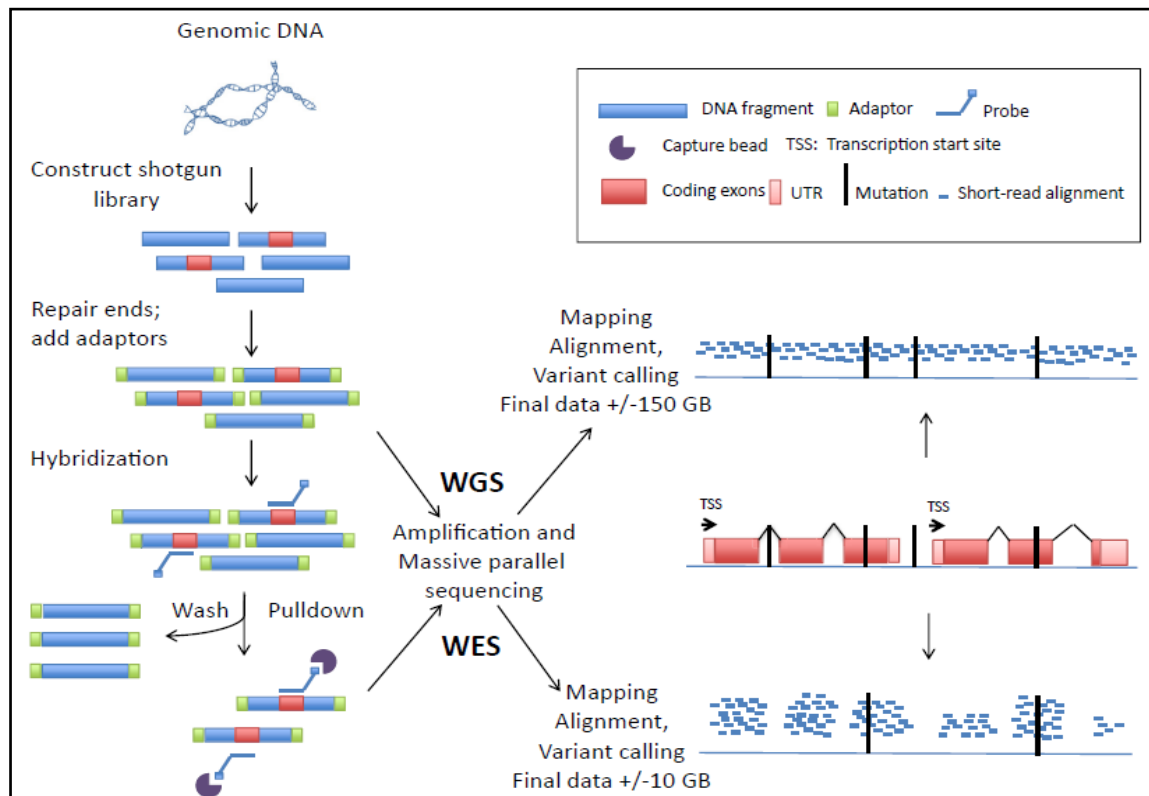 Genomic DNA
Construct shotgun
library
Repair ends;
add adaptors
Hybridization
Wash
Pulldown
WGS
Amplification and
Massive parallel
sequencing
WES
DNA fragment
Adaptor
Probe
Capture bead
TSS: Transcription start site
Coding exons
UTR
Mutation
Short-read alignment
Mapping
Alignment,
Variant calling
Final data +/-150 GB
TSS
TSS
Mapping
Alignment,
Variant calling
Final data +/-10 GB